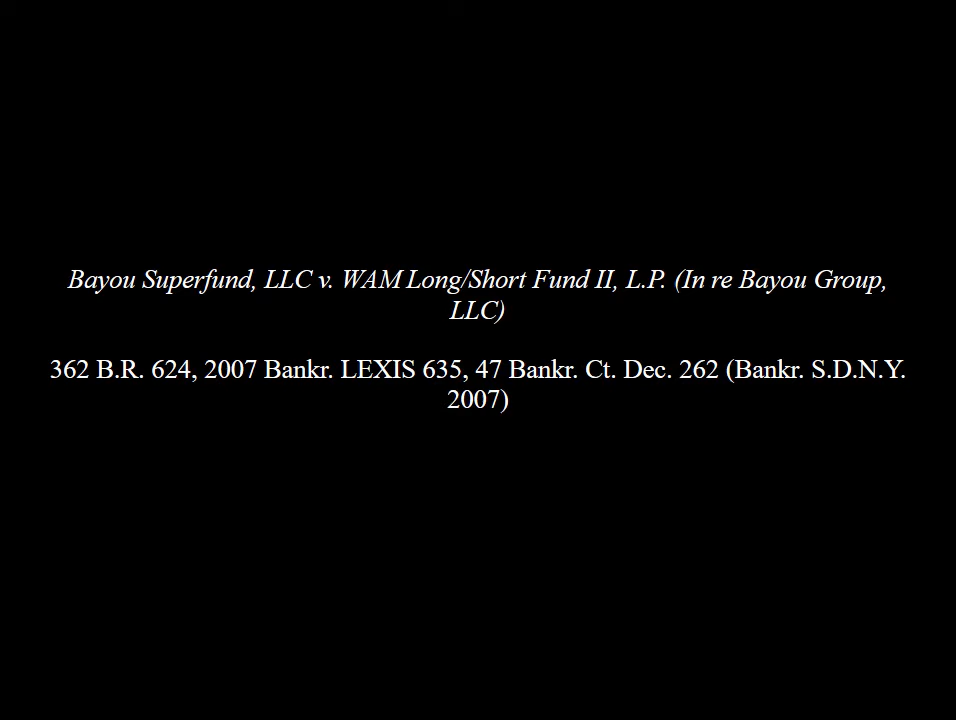 Bayou Superfund, LLC v. WAM Long/Short Fund II, L.P. (In re Bayou Group,
LLC)
362 B.R. 624, 2007 Bankr. LEXIS 635, 47 Bankr. Ct. Dec. 262 (Bankr. S.D.N.Y.
2007)